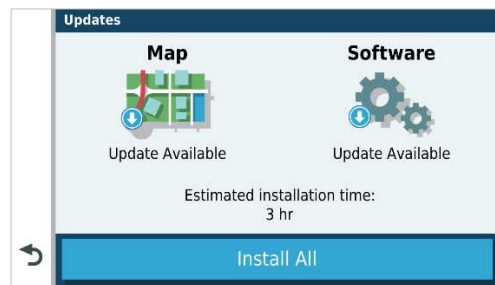 Updates
Map
Software
Update Available
Update Available
Estimated installation time:
3 hr
Install All